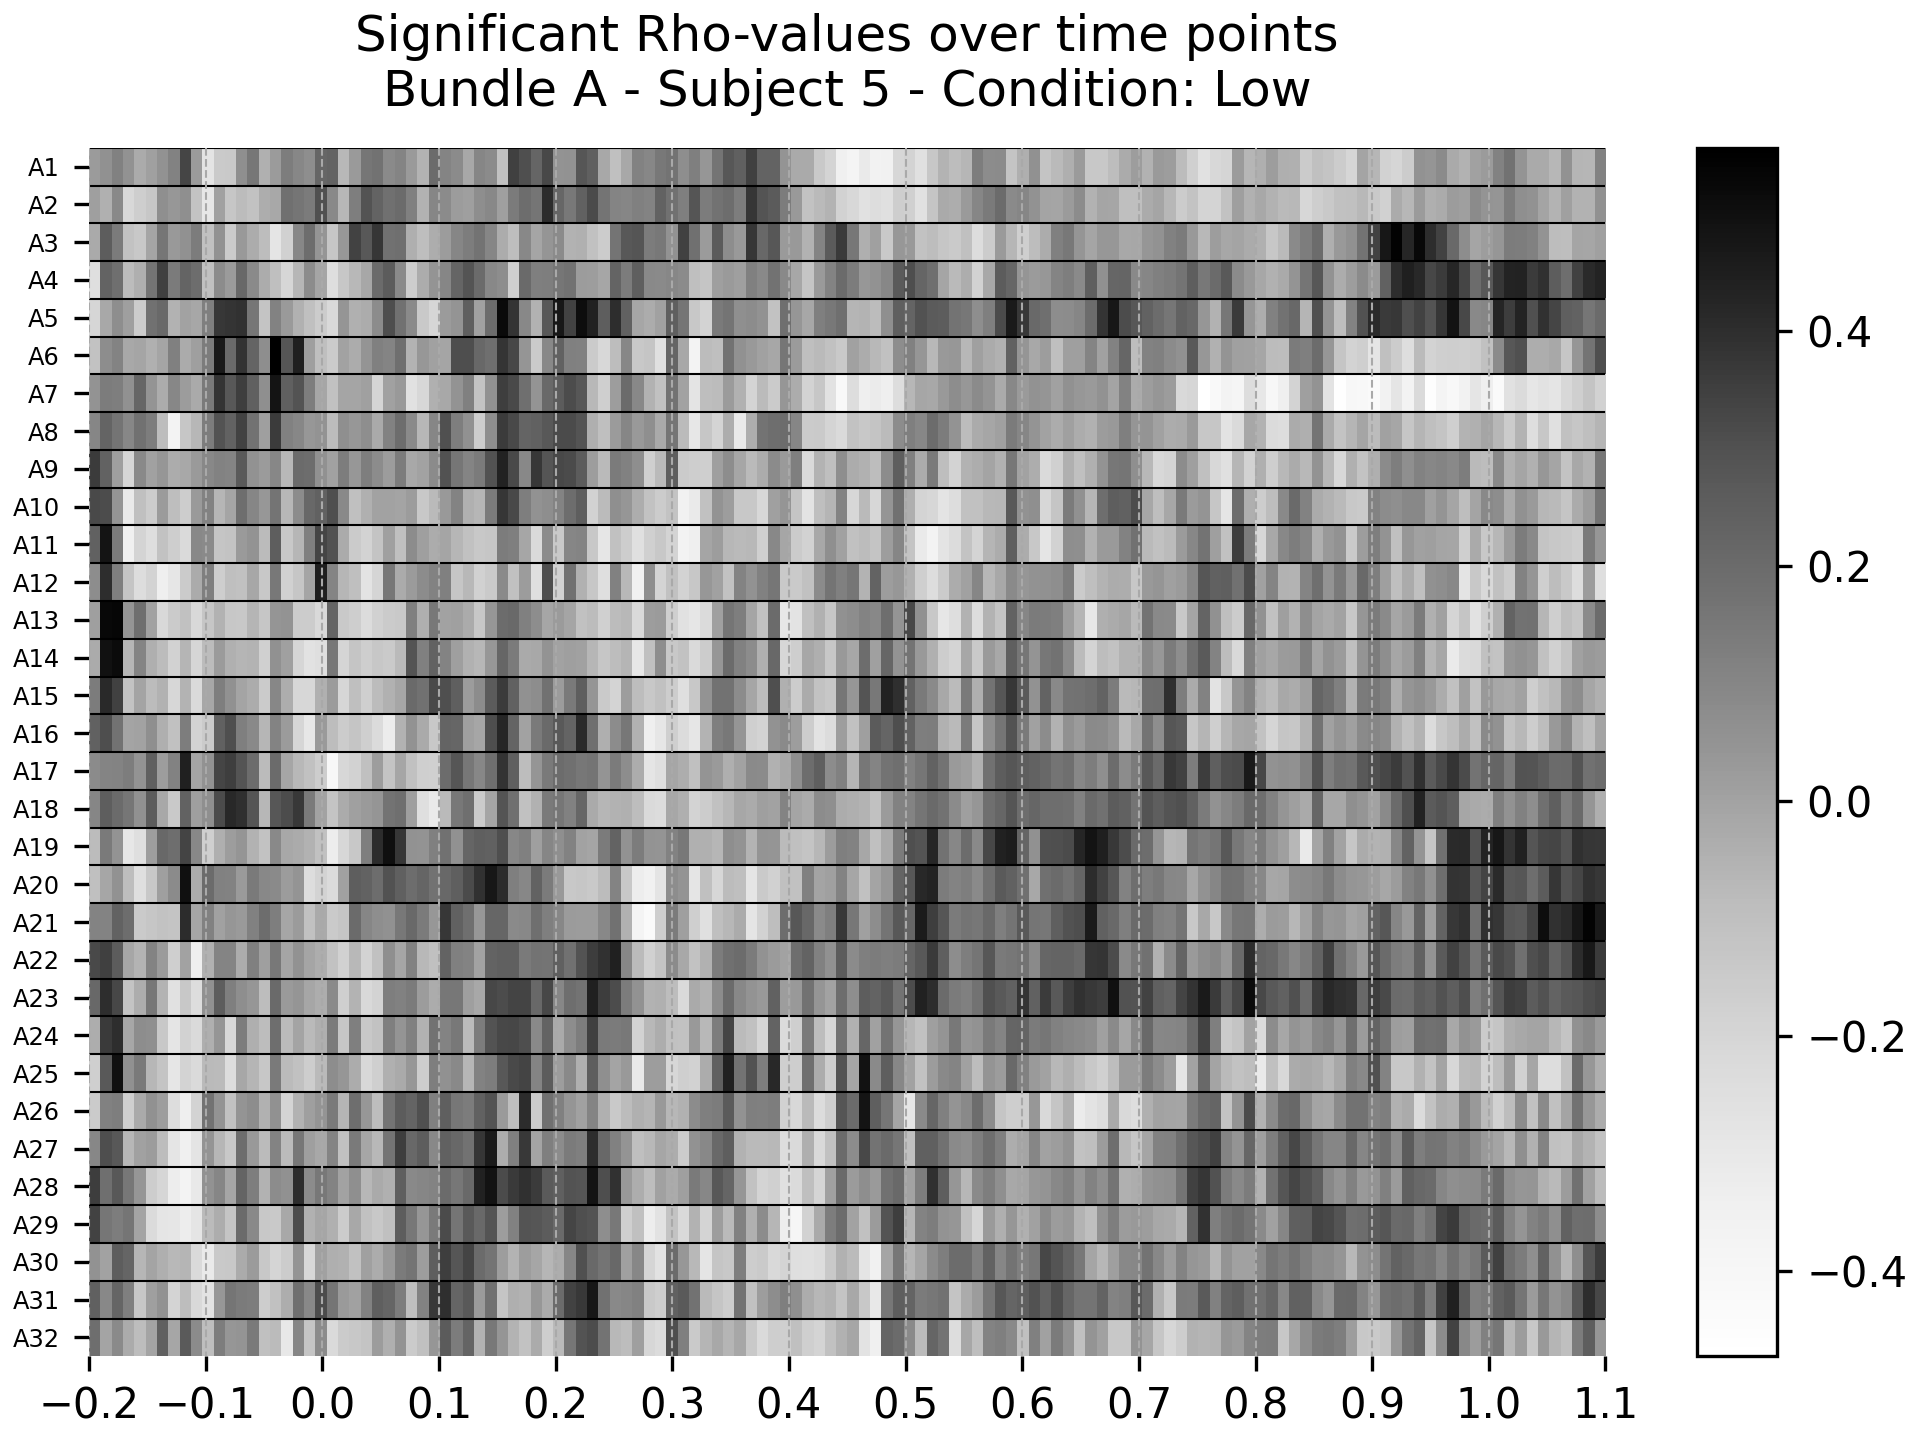 Significant Rho-values over time points
Bundle A - Subject 5 - Condition: Low
A1
A2
A3
A4
A5
A6
A7
A8
A9
A10
A11
A12
A13
A14
A15
A16
A17
A18
A19
A20
A21
A22
A23
A24
A25
A26
A27
A28
A29
A30
A31
A32
−0.2 −0.1 0.0 0.1 0.2 0.3 0.4 0.5 0.6 0.7 0.8 0.9 1.0 1.1
0.4
0.2
0.0
−0.2
−0.4